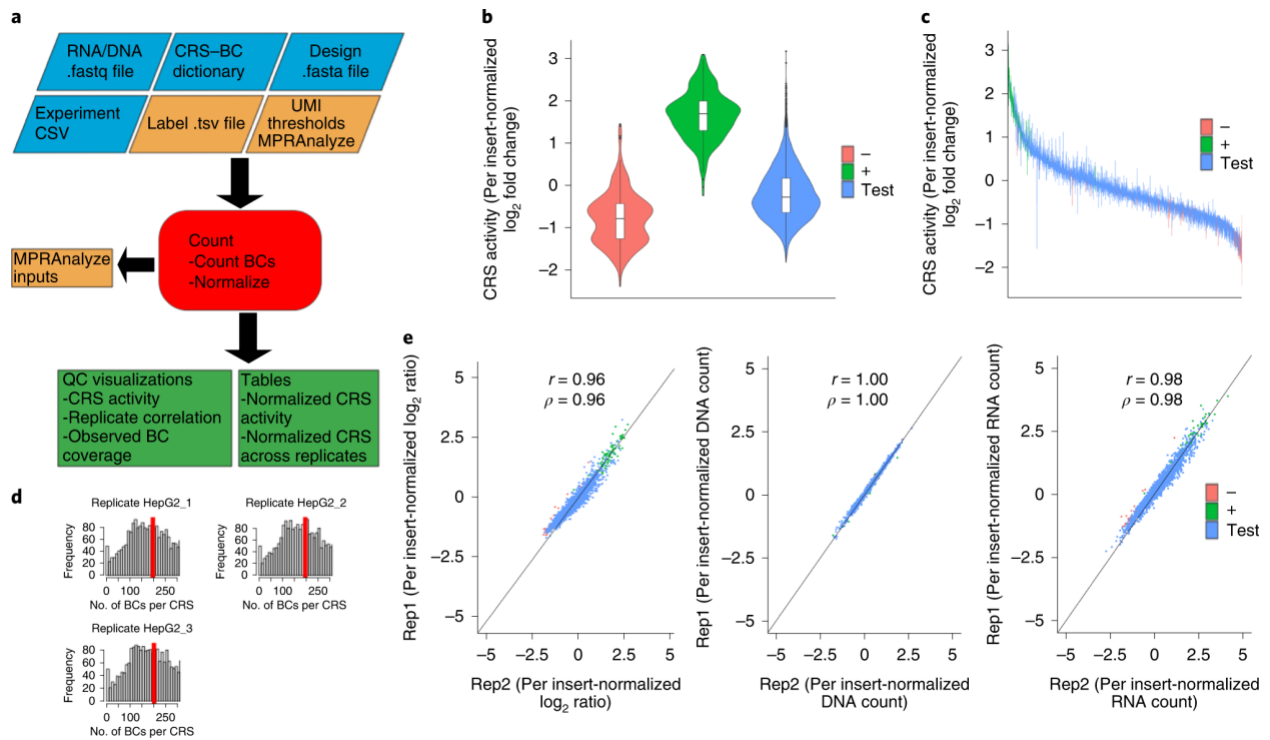 a
RNA/DNA
.fastq file
CRS–BC
dictionary
Design
.fasta file
Experiment
CSV
Label .tsv file
UMI
thresholds
MPRAnalyze
Count
-Count BCs
-Normalize
MPRAnalyze
inputs
QC visualizations
-CRS activity
-Replicate correlation
-Observed BC
coverage
Tables
-Normalized CRS
activity
-Normalized CRS
across replicates
b
CRS activity (Per insert-normalized
log2 fold change)
3
2
1
0
−1
−2
–
+
Test
c
CRS activity (Per insert-normalized
log2 fold change)
3
2
1
0
−1
−2
–
+
Test
d
Replicate HepG2_1
Frequency
80
60
40
20
0
0 100 250
No. of BCs per CRS
Replicate HepG2_2
Frequency
80
60
40
20
0
0 100 250
No. of BCs per CRS
Replicate HepG2_3
Frequency
80
60
40
20
0
0 100 250
No. of BCs per CRS
e
Rep1 (Per insert-normalized log2 ratio)
5
2.5
0
−2.5
−5
r = 0.96
ρ = 0.96
−5 −2.5 0 2.5 5
Rep2 (Per insert-normalized
log2 ratio)
Rep1 (Per insert-normalized DNA count)
5
2.5
0
−2.5
−5
r = 1.00
ρ = 1.00
−5 −2.5 0 2.5 5
Rep2 (Per insert-normalized
DNA count)
Rep1 (Per insert-normalized RNA count)
5
2.5
0
−2.5
−5
r = 0.98
ρ = 0.98
−5 −2.5 0 2.5 5
Rep2 (Per insert-normalized
RNA count)
–
+
Test